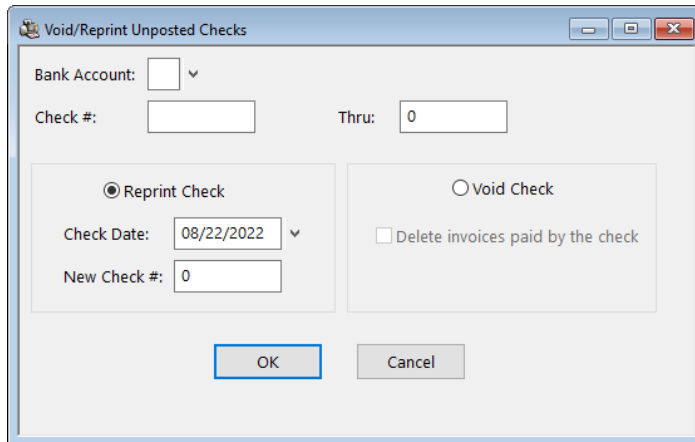 Void/Reprint Unposted Checks
Bank Account:
Check #: Thru: 0
Reprint Check
Check Date: 08/22/2022
New Check #: 0
Void Check
Delete invoices paid by the check
OK Cancel